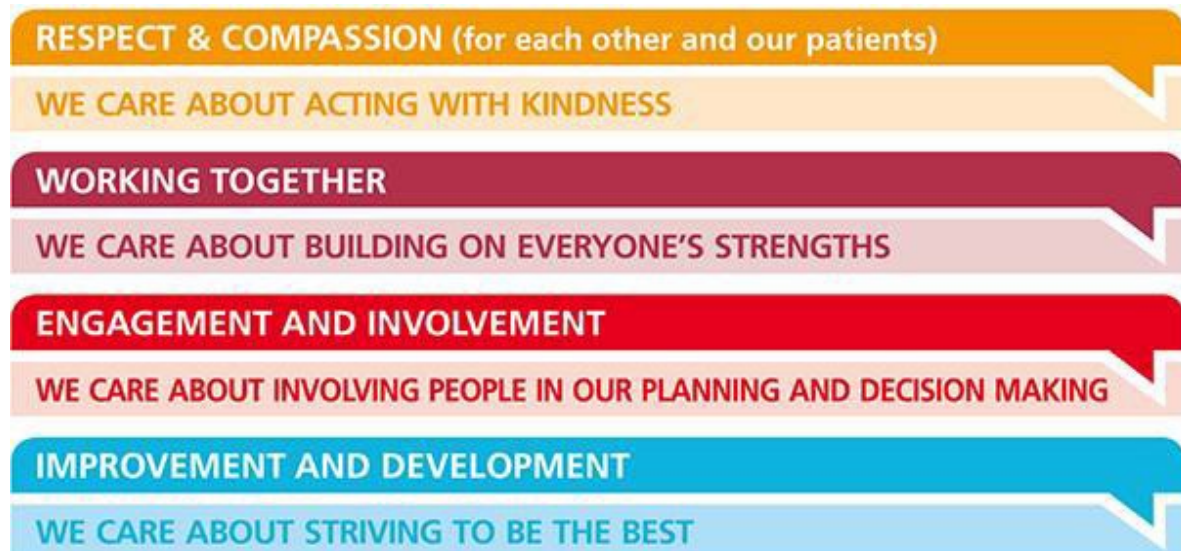 RESPECT & COMPASSION (for each other and our patients)
WE CARE ABOUT ACTING WITH KINDNESS
WORKING TOGETHER
WE CARE ABOUT BUILDING ON EVERYONE'S STRENGTHS
ENGAGEMENT AND INVOLVEMENT
WE CARE ABOUT INVOLVING PEOPLE IN OUR PLANNING AND DECISION MAKING
IMPROVEMENT AND DEVELOPMENT
WE CARE ABOUT STRIVING TO BE THE BEST